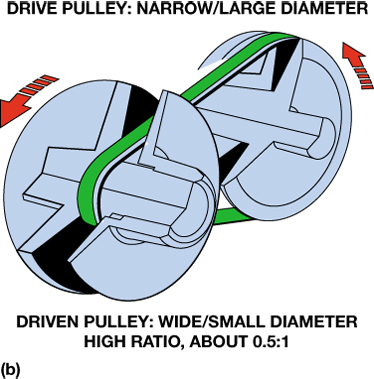 DRIVE PULLEY: NARROW/LARGE DIAMETER
DRIVEN PULLEY: WIDE/SMALL DIAMETER
HIGH RATIO, ABOUT 0.5:1
(b)